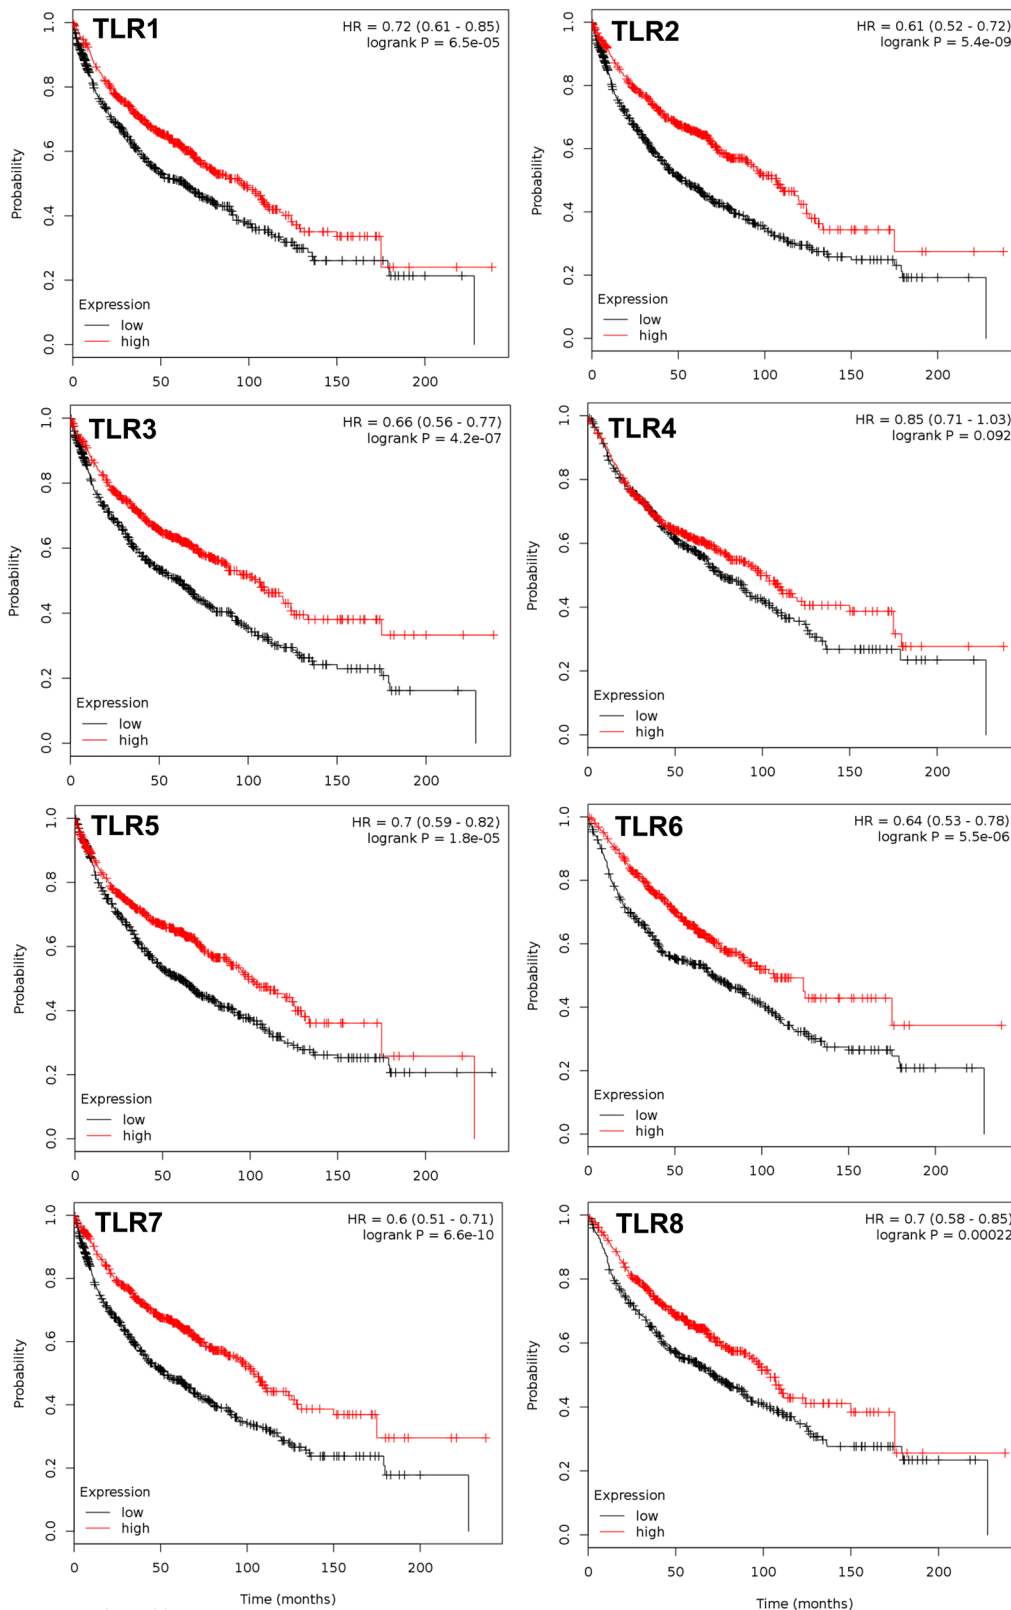 TLR1
HR = 0.72 (0.61 - 0.85)
logrank P = 6.5e-05
Probability
1.0
0.8
0.6
0.4
0.2
0.0
Expression
low
high
0 50 100 150 200
TLR2
HR = 0.61 (0.52 - 0.72)
logrank P = 5.4e-09
Probability
1.0
0.8
0.6
0.4
0.2
0.0
Expression
low
high
0 50 100 150 200
TLR3
HR = 0.66 (0.56 - 0.77)
logrank P = 4.2e-07
Probability
1.0
0.8
0.6
0.4
0.2
0.0
Expression
low
high
0 50 100 150 200
TLR4
HR = 0.85 (0.71 - 1.03)
logrank P = 0.092
Probability
1.0
0.8
0.6
0.4
0.2
0.0
Expression
low
high
0 50 100 150 200
TLR5
HR = 0.7 (0.59 - 0.82)
logrank P = 1.8e-05
Probability
1.0
0.8
0.6
0.4
0.2
0.0
Expression
low
high
0 50 100 150 200
TLR6
HR = 0.64 (0.53 - 0.78)
logrank P = 5.5e-06
Probability
1.0
0.8
0.6
0.4
0.2
0.0
Expression
low
high
0 50 100 150 200
TLR7
HR = 0.6 (0.51 - 0.71)
logrank P = 6.6e-10
Probability
1.0
0.8
0.6
0.4
0.2
0.0
Expression
low
high
0 50 100 150 200
Time (months)
TLR8
HR = 0.7 (0.58 - 0.85)
logrank P = 0.00022
Probability
1.0
0.8
0.6
0.4
0.2
0.0
Expression
low
high
0 50 100 150 200
Time (months)